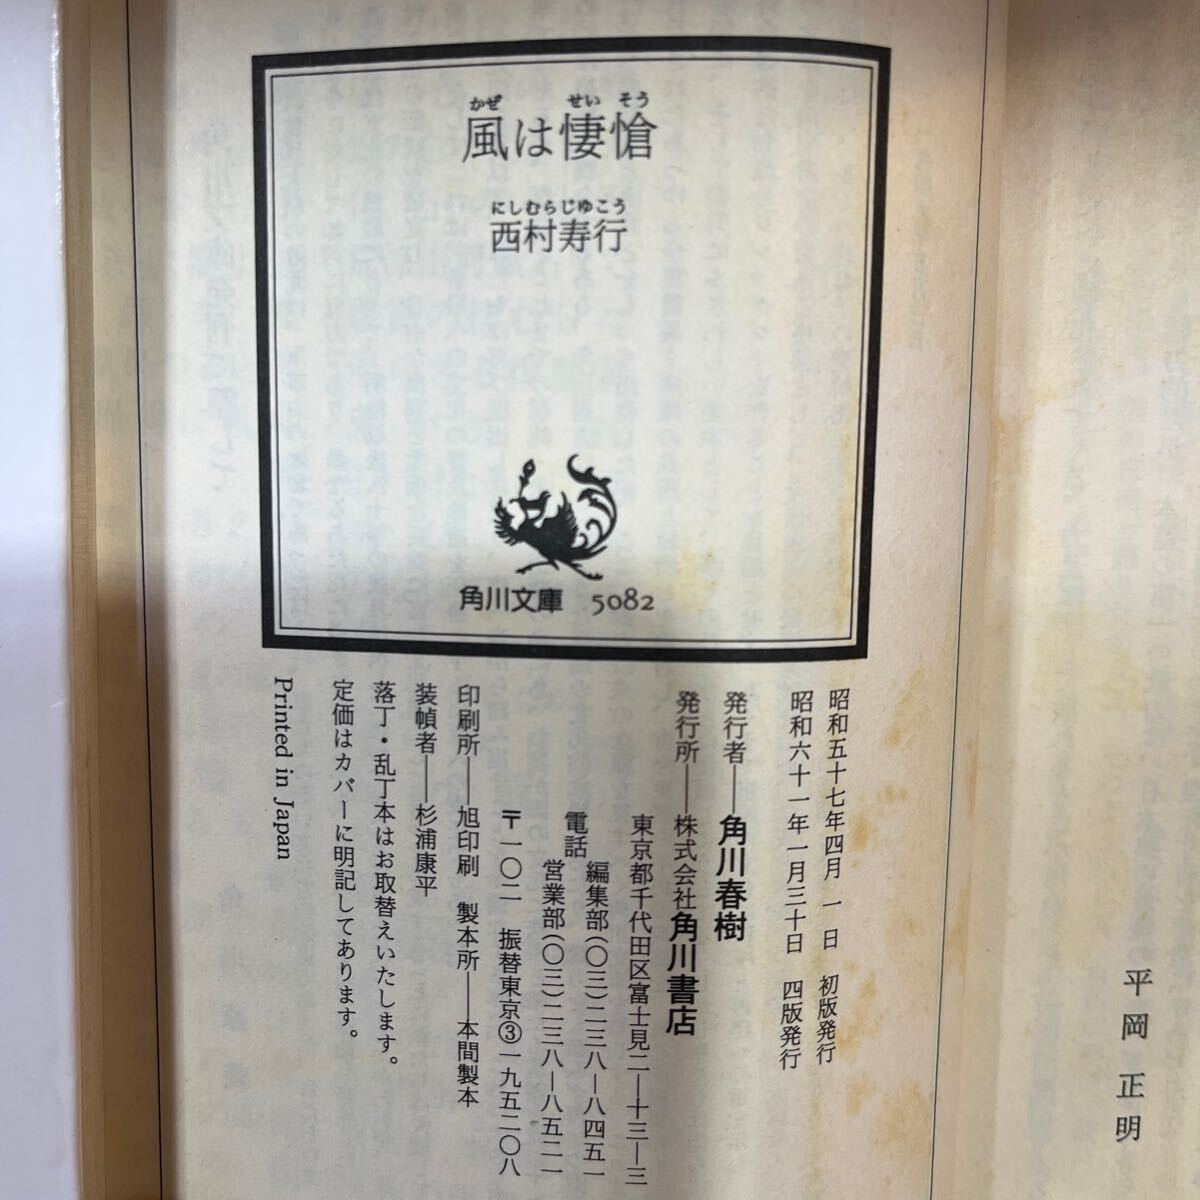 かぜ せいそう
風は悽愴
にしむらじゅこう
西村寿行
角川文庫 5082
昭和五十七年四月 一 日 初版発行
昭和六十一年一月三十日 四版発行
発行者——角川春樹
発行所——株式会社角川書店
東京都千代田区富士見二—十三—三
電話 編集部(〇三)二三八—八四五一
営業部(〇三)二三八—八五二一
〒一〇二 振替東京③一九五二〇八
印刷所——旭印刷 製本所——本間製本
装幀者——杉浦康平
落丁・乱丁本はお取替えいたします。
定価はカバーに明記してあります。
Printed in Japan
平岡正明